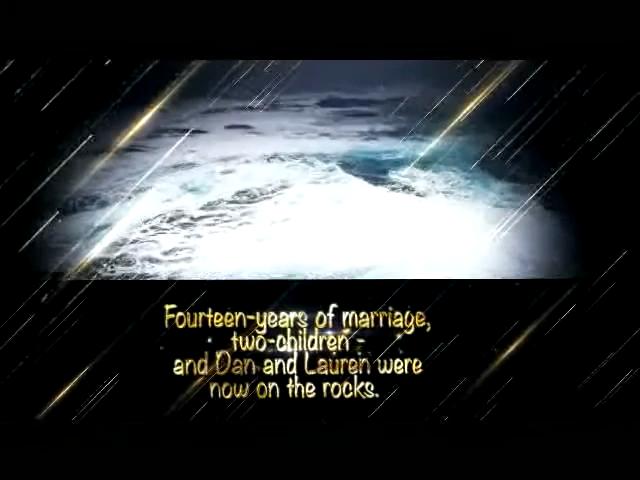 Fourteen-years of marriage,
two-children -
and Dan and Lauren were
now on the rocks.